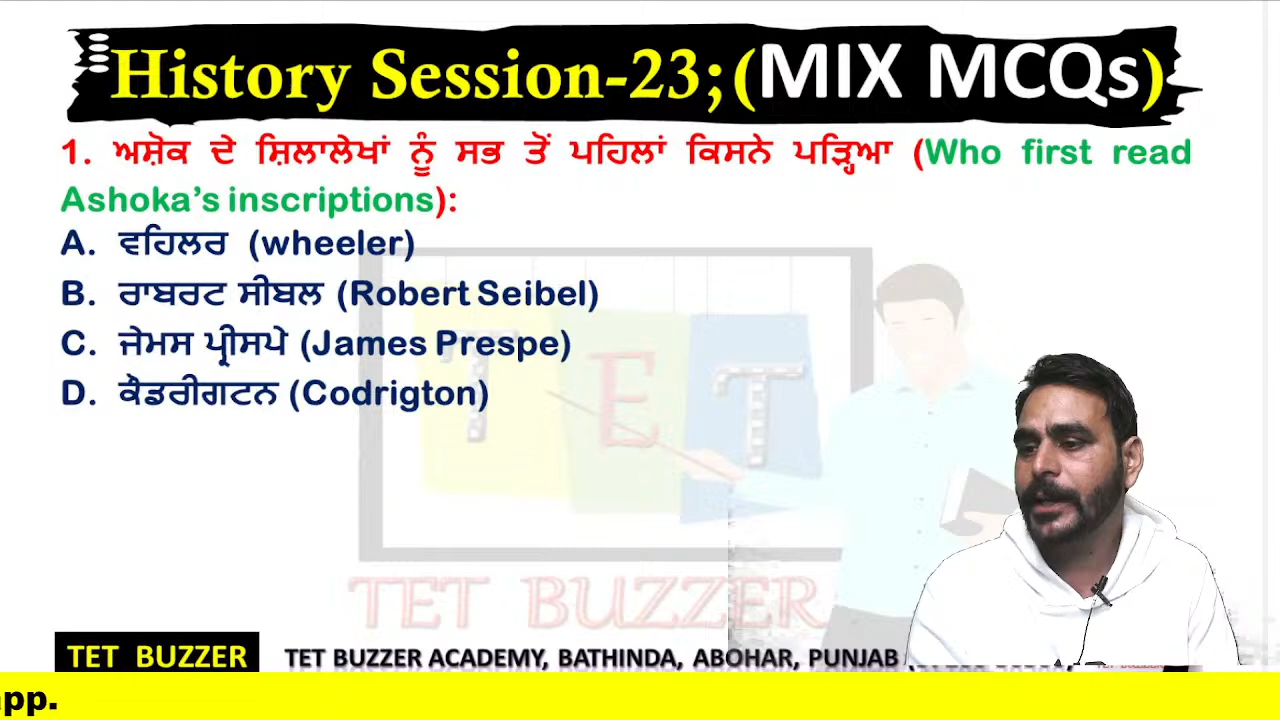 History Session-23;(MIX MCQs)
1. ਅਸ਼ੋਕ ਦੇ ਸ਼ਿਲਾਲੇਖਾਂ ਨੂੰ ਸਭ ਤੋਂ ਪਹਿਲਾਂ ਕਿਸਨੇ ਪੜ੍ਹਿਆ (Who first read
Ashoka's inscriptions):
A. ਵਹਿਲਰ (wheeler)
B. ਰਾਬਰਟ ਸੀਬਲ (Robert Seibel)
C. ਜੇਮਸ ਪ੍ਰੀਸਪੇ (James Prespe)
D. ਕੋਡਰੀਗਟਨ (Codrigton)
T E T
TET BUZZER
TET BUZZER
TET BUZZER ACADEMY, BATHINDA, ABOHAR, PUNJAB
app.